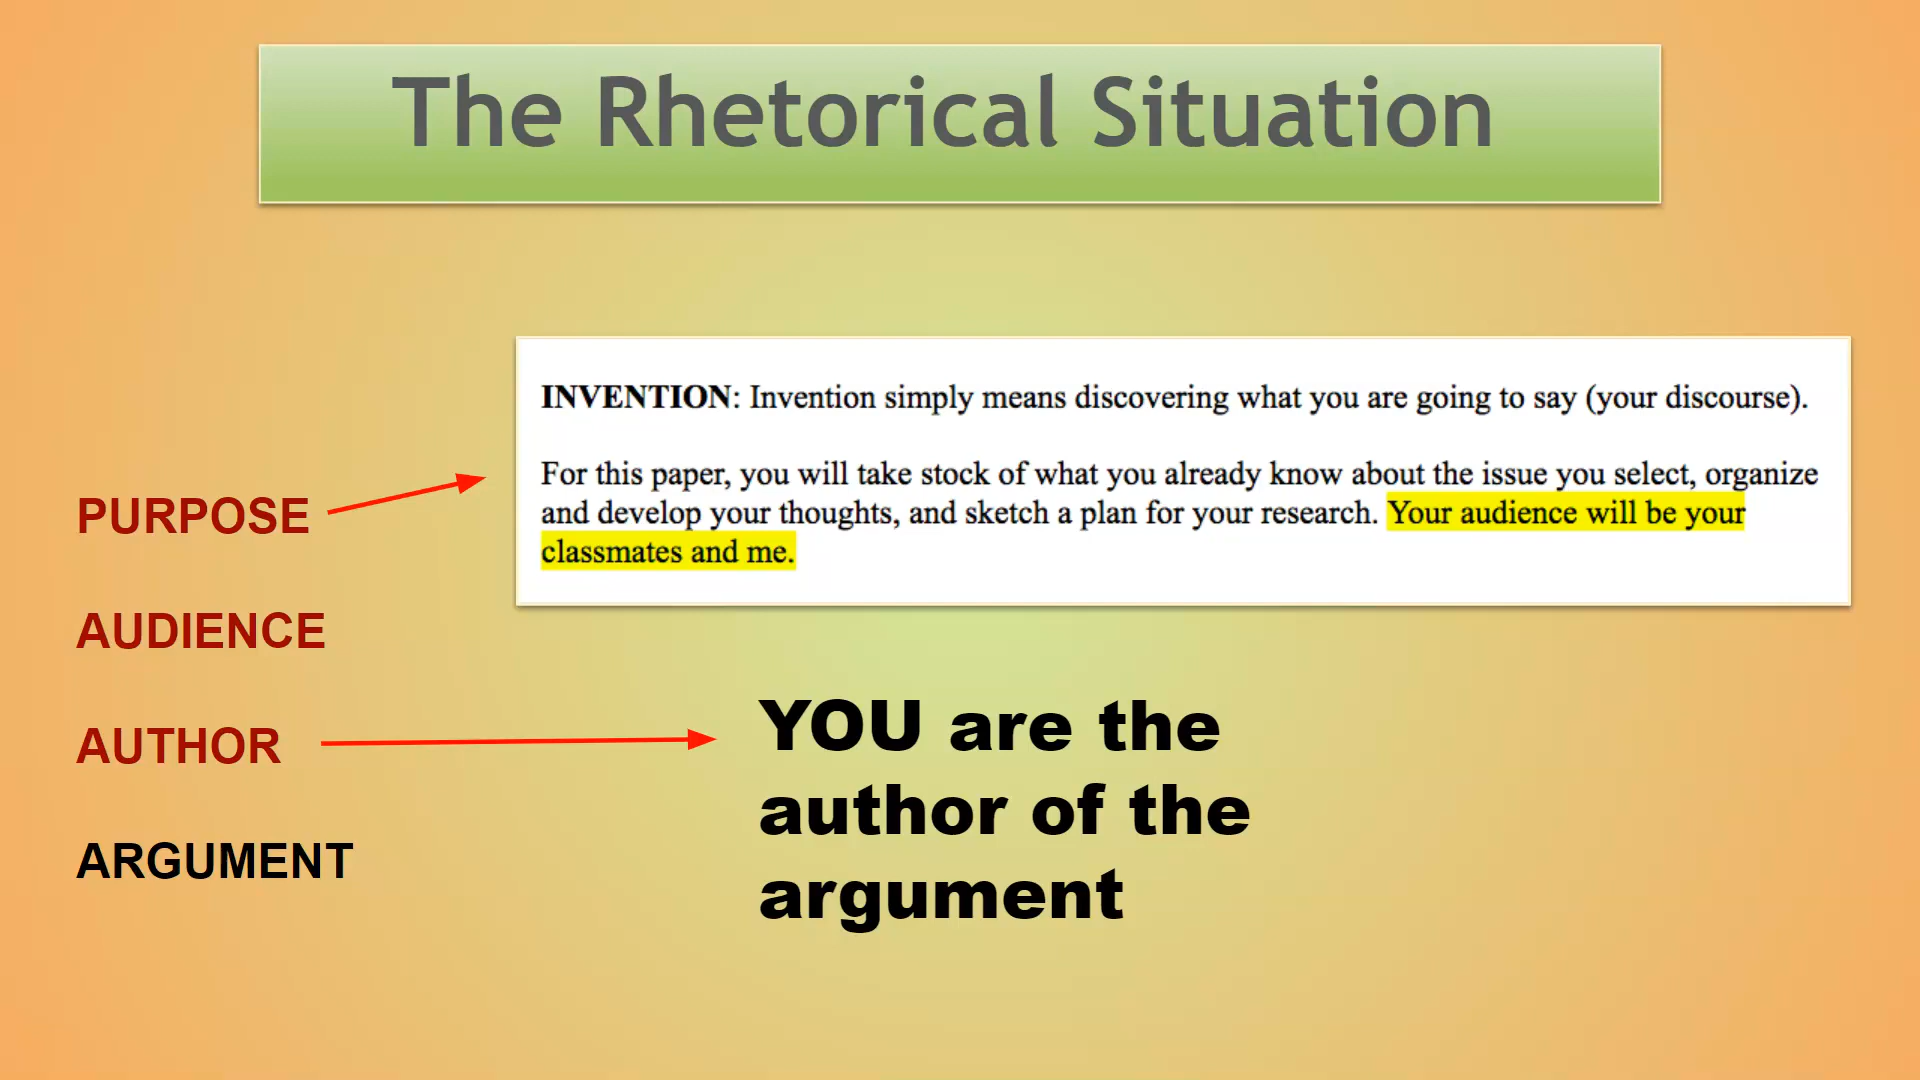 The Rhetorical Situation
INVENTION: Invention simply means discovering what you are going to say (your discourse).
For this paper, you will take stock of what you already know about the issue you select, organize
and develop your thoughts, and sketch a plan for your research. Your audience will be your
classmates and me.
PURPOSE
AUDIENCE
AUTHOR
ARGUMENT
YOU are the
author of the
argument